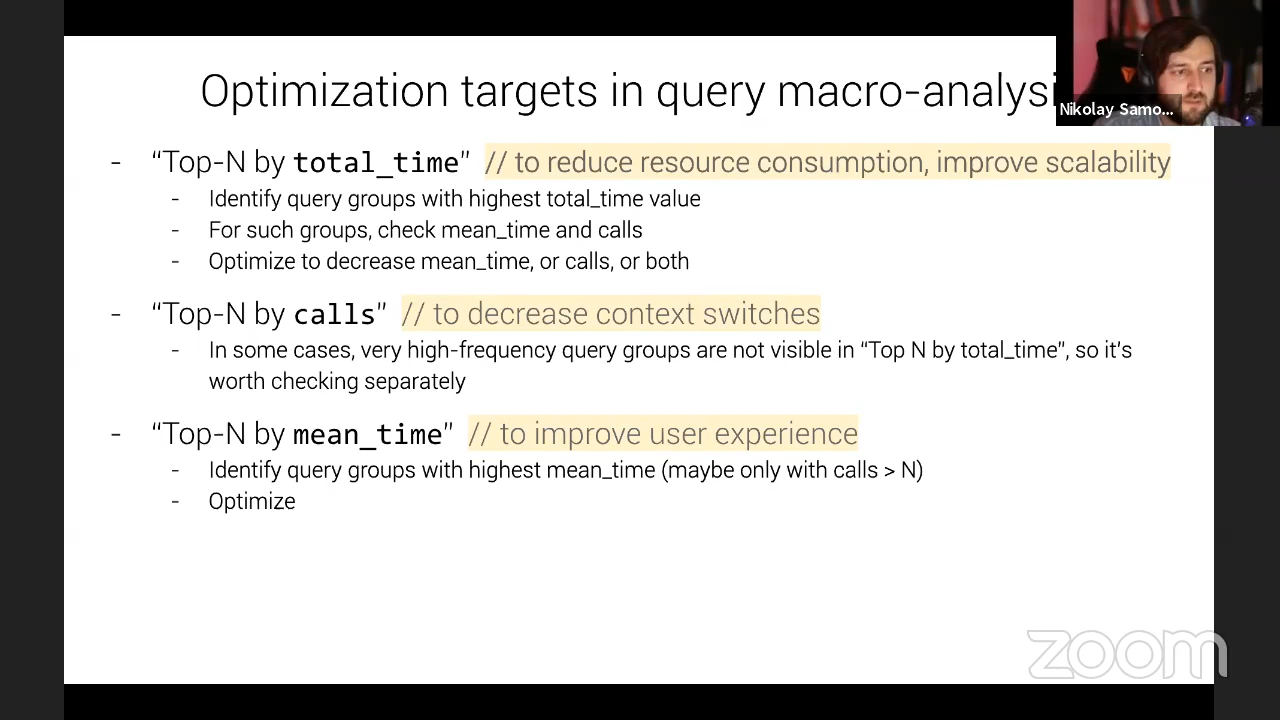 Optimization targets in query macro-analysi
Nikolay Samo...
- “Top-N by total_time” // to reduce resource consumption, improve scalability
- Identify query groups with highest total_time value
- For such groups, check mean_time and calls
- Optimize to decrease mean_time, or calls, or both
- “Top-N by calls” // to decrease context switches
- In some cases, very high-frequency query groups are not visible in “Top N by total_time”, so it’s
worth checking separately
- “Top-N by mean_time” // to improve user experience
- Identify query groups with highest mean_time (maybe only with calls > N)
- Optimize
zoom